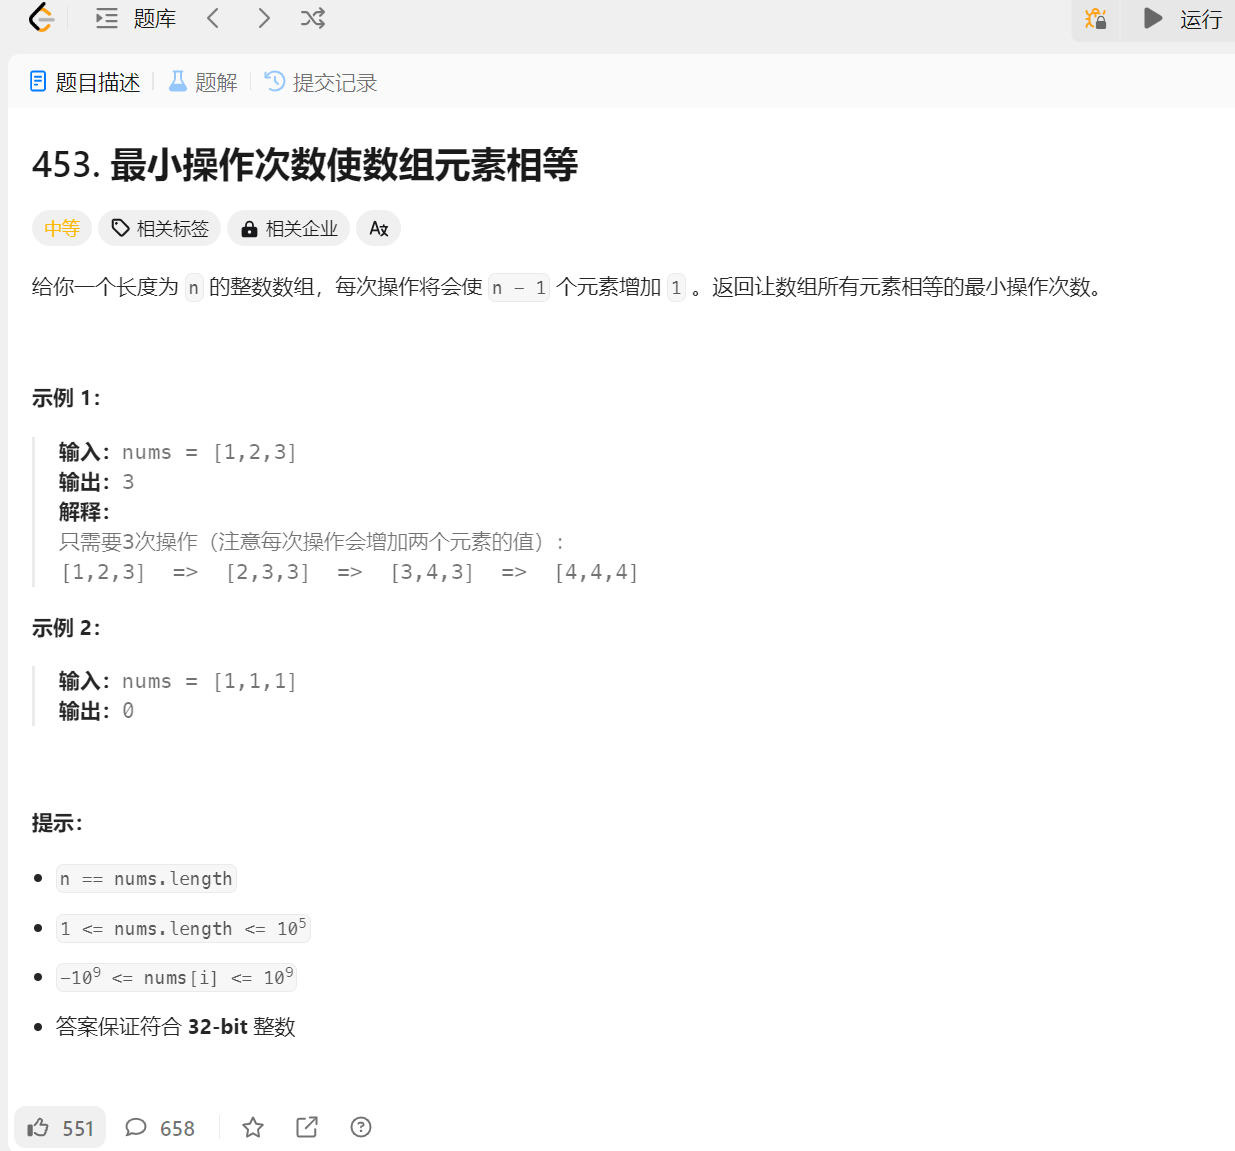 题库
运行
题目描述 题解 提交记录
453. 最小操作次数使数组元素相等
中等 相关标签 相关企业 A文
给你一个长度为 n 的整数数组，每次操作将会使 n - 1 个元素增加 1 。返回让数组所有元素相等的最小操作次数。
示例 1：
输入：nums = [1,2,3]
输出：3
解释：
只需要3次操作（注意每次操作会增加两个元素的值）：
[1,2,3] => [2,3,3] => [3,4,3] => [4,4,4]
示例 2：
输入：nums = [1,1,1]
输出：0
提示：
n == nums.length
1 <= nums.length <= 10⁵
-10⁹ <= nums[i] <= 10⁹
答案保证符合 32-bit 整数
551 658